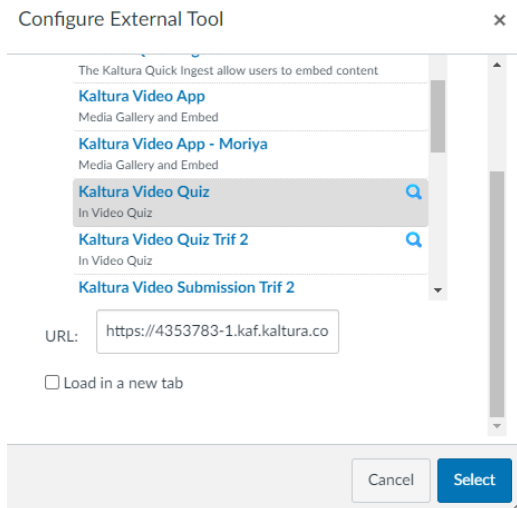 Configure External Tool
The Kaltura Quick Ingest allow users to embed content
Kaltura Video App
Media Gallery and Embed
Kaltura Video App - Moriya
Media Gallery and Embed
Kaltura Video Quiz
In Video Quiz
Kaltura Video Quiz Trif 2
In Video Quiz
Kaltura Video Submission Trif 2
URL: https://4353783-1.kaf.kaltura.co
Load in a new tab
Cancel Select